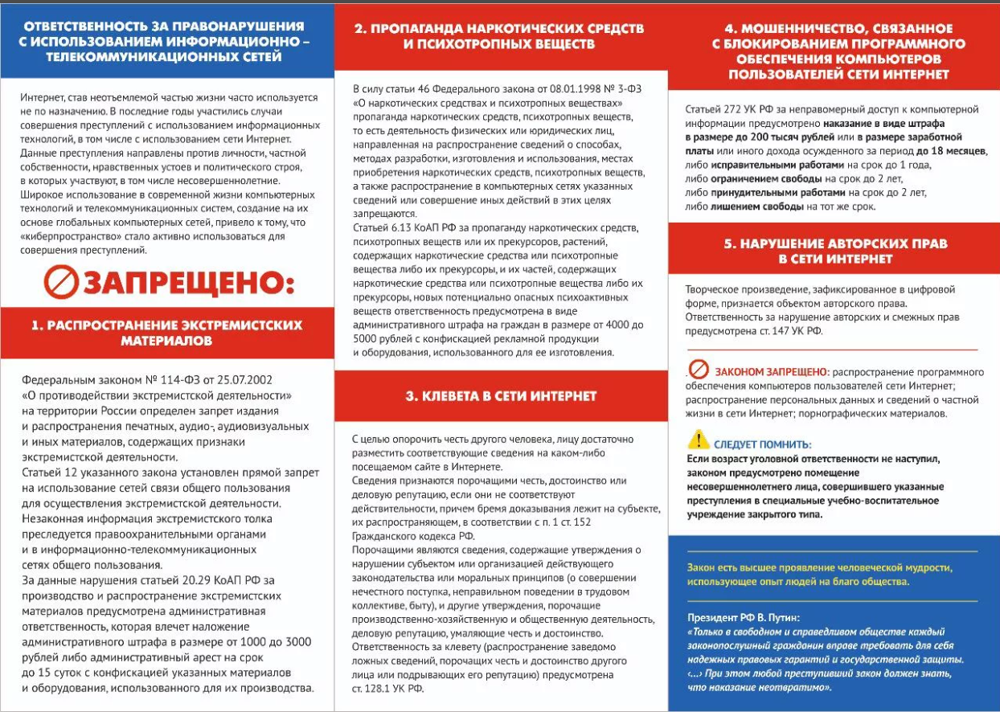 ОТВЕТСТВЕННОСТЬ ЗА ПРАВОНАРУШЕНИЯ
С ИСПОЛЬЗОВАНИЕМ ИНФОРМАЦИОННО –
ТЕЛЕКОММУНИКАЦИОННЫХ СЕТЕЙ
Интернет, став неотъемлемой частью жизни часто используется
не по назначению. В последние годы участились случаи
совершения преступлений с использованием информационных
технологий, в том числе с использованием сети Интернет.
Данные преступления направлены против личности, частной
собственности, нравственных устоев и политического строя,
в которых участвуют, в том числе несовершеннолетние.
Широкое использование в современной жизни компьютерных
технологий и телекоммуникационных систем, создание на их
основе глобальных компьютерных сетей, привело к тому, что
«киберпространство» стало активно использоваться для
совершения преступлений.
ЗАПРЕЩЕНО:
1. РАСПРОСТРАНЕНИЕ ЭКСТРЕМИСТСКИХ
МАТЕРИАЛОВ
Федеральным законом № 114-ФЗ от 25.07.2002
«О противодействии экстремистской деятельности»
на территории России определен запрет издания
и распространения печатных, аудио-, аудиовизуальных
и иных материалов, содержащих признаки
экстремистской деятельности.
Статьей 12 указанного закона установлен прямой запрет
на использование сетей связи общего пользования
для осуществления экстремистской деятельности.
Незаконная информация экстремистского толка
преследуется правоохранительными органами
и в информационно-телекоммуникационных
сетях общего пользования.
За данные нарушения статьей 20.29 КоАП РФ за
производство и распространение экстремистских
материалов предусмотрена административная
ответственность, которая влечет наложение
административного штрафа в размере от 1000 до 3000
рублей либо административный арест на срок
до 15 суток с конфискацией указанных материалов
и оборудования, использованного для их производства.
2. ПРОПАГАНДА НАРКОТИЧЕСКИХ СРЕДСТВ
И ПСИХОТРОПНЫХ ВЕЩЕСТВ
В силу статьи 46 Федерального закона от 08.01.1998 № 3-ФЗ
«О наркотических средствах и психотропных веществах»
пропаганда наркотических средств, психотропных веществ,
то есть деятельность физических или юридических лиц,
направленная на распространение сведений о способах,
методах разработки, изготовления и использования, местах
приобретения наркотических средств, психотропных веществ,
а также распространение в компьютерных сетях указанных
сведений или совершение иных действий в этих целях
запрещаются.
Статьей 6.13 КоАП РФ за пропаганду наркотических средств,
психотропных веществ или их прекурсоров, растений,
содержащих наркотические средства или психотропные
вещества либо их прекурсоры, и их частей, содержащих
наркотические средства или психотропные вещества либо их
прекурсоры, новых потенциально опасных психоактивных
веществ ответственность предусмотрена в виде
административного штрафа на граждан в размере от 4000 до
5000 рублей с конфискацией рекламной продукции
и оборудования, использованного для ее изготовления.
3. КЛЕВЕТА В СЕТИ ИНТЕРНЕТ
С целью опорочить честь другого человека, лицу достаточно
разместить соответствующие сведения на каком-либо
посещаемом сайте в Интернете.
Сведения признаются порочащими честь, достоинство или
деловую репутацию, если они не соответствуют
действительности, причем бремя доказывания лежит на субъекте,
их распространяющем, в соответствии с п. 1 ст. 152
Гражданского кодекса РФ.
Порочащими являются сведения, содержащие утверждения о
нарушении субъектом или организацией действующего
законодательства или моральных принципов (о совершении
нечестного поступка, неправильном поведении в трудовом
коллективе, быту), и другие утверждения, порочащие
производственно-хозяйственную и общественную деятельность,
деловую репутацию, умаляющие честь и достоинство.
Ответственность за клевету (распространение заведомо
ложных сведений, порочащих честь и достоинство другого
лица или подрывающих его репутацию) предусмотрена
ст. 128.1 УК РФ.
4. МОШЕННИЧЕСТВО, СВЯЗАННОЕ
С БЛОКИРОВАНИЕМ ПРОГРАММНОГО
ОБЕСПЕЧЕНИЯ КОМПЬЮТЕРОВ
ПОЛЬЗОВАТЕЛЕЙ СЕТИ ИНТЕРНЕТ
Статьей 272 УК РФ за неправомерный доступ к компьютерной
информации предусмотрено наказание в виде штрафа
в размере до 200 тысяч рублей или в размере заработной
платы или иного дохода осужденного за период до 18 месяцев,
либо исправительными работами на срок до 1 года,
либо ограничением свободы на срок до 2 лет,
либо принудительными работами на срок до 2 лет,
либо лишением свободы на тот же срок.
5. НАРУШЕНИЕ АВТОРСКИХ ПРАВ
В СЕТИ ИНТЕРНЕТ
Творческое произведение, зафиксированное в цифровой
форме, признается объектом авторского права.
Ответственность за нарушение авторских и смежных прав
предусмотрена ст. 147 УК РФ.
ЗАКОНОМ ЗАПРЕЩЕНО: распространение программного
обеспечения компьютеров пользователей сети Интернет;
распространение персональных данных и сведений о частной
жизни в сети Интернет; порнографических материалов.
СЛЕДУЕТ ПОМНИТЬ:
Если возраст уголовной ответственности не наступил,
законом предусмотрено помещение
несовершеннолетнего лица, совершившего указанные
преступления в специальные учебно-воспитательное
учреждение закрытого типа.
Закон есть высшее проявление человеческой мудрости,
использующее опыт людей на благо общества.
Президент РФ В. Путин:
«Только в свободном и справедливом обществе каждый
законопослушный гражданин вправе требовать для себя
надежных правовых гарантий и государственной защиты.
<...> При этом любой преступивший закон должен знать,
что наказание неотвратимо».